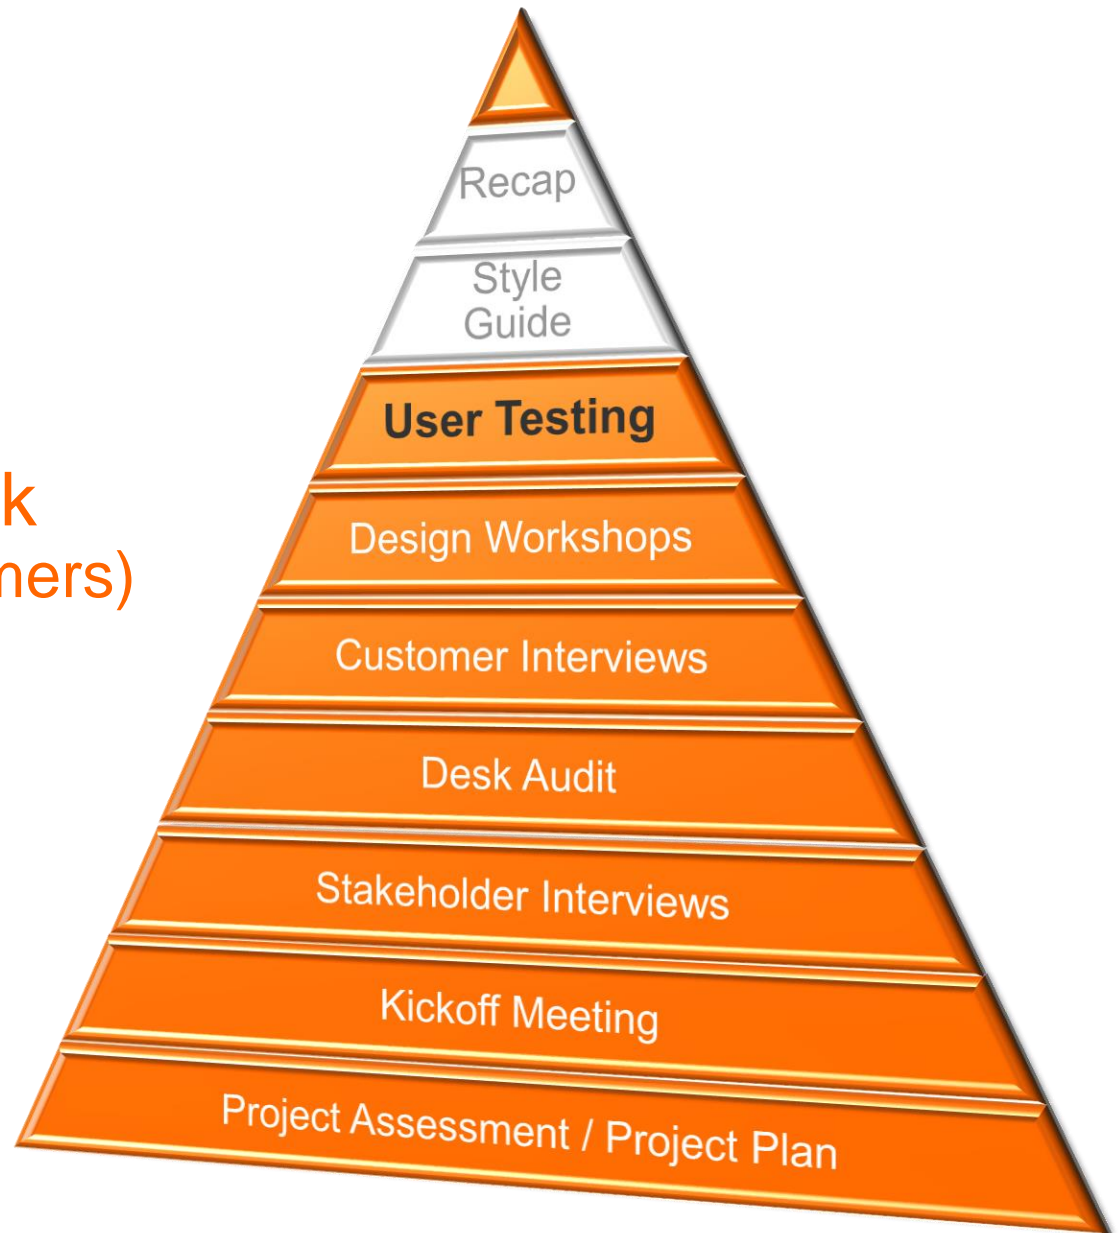 Recap
Style
Guide
User Testing
k
mers)
Design Workshops
Customer Interviews
Desk Audit
Stakeholder Interviews
Kickoff Meeting
Project Assessment / Project Plan